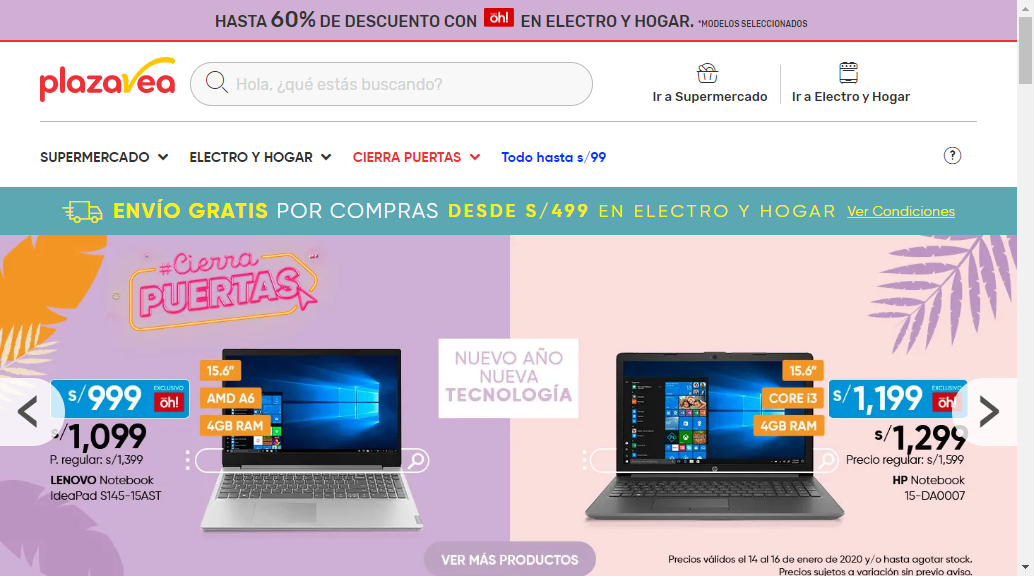 HASTA 60% DE DESCUENTO CON oh! EN ELECTRO Y HOGAR. *MODELOS SELECCIONADOS
plazavea
Hola, ¿qué estás buscando?
Ir a Supermercado
Ir a Electro y Hogar
SUPERMERCADO
ELECTRO Y HOGAR
CIERRA PUERTAS
Todo hasta s/99
?
ENVÍO GRATIS POR COMPRAS DESDE S/499 EN ELECTRO Y HOGAR Ver Condiciones
#Cierra
PUERTAS
NUEVO AÑO
NUEVA
TECNOLOGÍA
15.6"
AMD A6
4GB RAM
S/999 EXCLUSIVO oh!
s/1,099
P. regular: s/1,399
LENOVO Notebook
IdeaPad S145-15AST
15.6"
CORE i3
4GB RAM
S/1,199 EXCLUSIVO oh!
s/1,299
Precio regular: s/1,599
HP Notebook
15-DA0007
VER MÁS PRODUCTOS
Precios válidos el 14 al 16 de enero de 2020 y/o hasta agotar stock.
Precios sujetos a variación sin previo aviso.